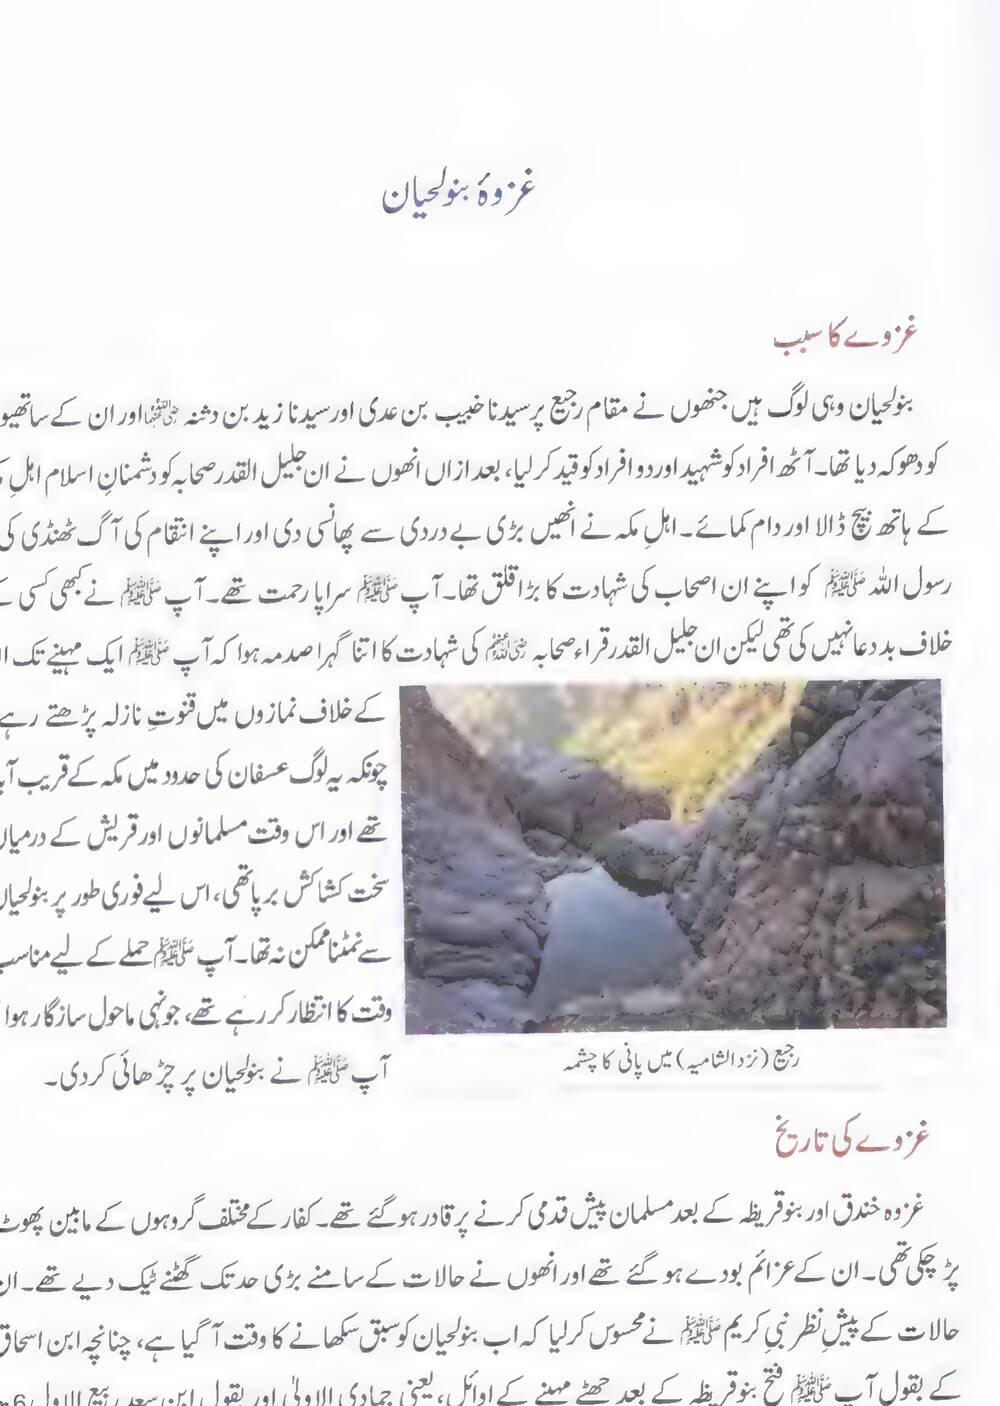 غزوۂ بنولحیان
غزوے کا سبب
بنولحیان وہی لوگ ہیں جنھوں نے مقام رجیع پر سیدنا خبیب بن عدی اور سیدنا زید بن دثنہ رضی اللہ عنہما اور ان کے ساتھیو
کو دھوکہ دیا تھا۔ آٹھ افراد کو شہید اور دو افراد کو قید کر لیا، بعد ازاں انھوں نے ان جلیل القدر صحابہ کو دشمنانِ اسلام اہلِ
کے ہاتھ بیچ ڈالا اور دام کمائے۔ اہلِ مکہ نے انھیں بڑی بے دردی سے پھانسی دی اور اپنے انتقام کی آگ ٹھنڈی کی
رسول اللہ ﷺ کو اپنے ان اصحاب کی شہادت کا بڑا قلق تھا۔ آپ ﷺ سراپا رحمت تھے۔ آپ ﷺ نے کبھی کسی
خلاف بددعا نہیں کی تھی لیکن ان جلیل القدر قراء صحابہ رضی اللہ عنہم کی شہادت کا اتنا گہرا صدمہ ہوا کہ آپ ﷺ ایک مہینے تک
کے خلاف نمازوں میں قنوتِ نازلہ پڑھتے رہے
چونکہ یہ لوگ عسفان کی حدود میں مکہ کے قریب آبا
تھے اور اس وقت مسلمانوں اور قریش کے درمیان
سخت کشاکش برپا تھی، اس لیے فوری طور پر بنولحیان
سے نمٹنا ممکن نہ تھا۔ آپ ﷺ حملے کے لیے مناسب
وقت کا انتظار کر رہے تھے، جونہی ماحول سازگار ہوا
آپ ﷺ نے بنولحیان پر چڑھائی کر دی۔
رجیع (نزد الشامیہ) میں پانی کا چشمہ
غزوے کی تاریخ
غزوہ خندق اور بنوقریظہ کے بعد مسلمان پیش قدمی کرنے پر قادر ہو گئے تھے۔ کفار کے مختلف گروہوں کے مابین پھوٹ
پڑ چکی تھی۔ ان کے عزائم بودے ہو گئے تھے اور انھوں نے حالات کے سامنے بڑی حد تک گھٹنے ٹیک دیے تھے۔ ان
حالات کے پیشِ نظر نبیِ کریم ﷺ نے محسوس کر لیا کہ اب بنولحیان کو سبق سکھانے کا وقت آ گیا ہے، چنانچہ ابن اسحاق
کے بقول آپ ﷺ فتح بنوقریظہ کے بعد چھٹے مہینے کے اوائل، یعنی جمادی الاولیٰ اور بقول ابن سعد ربیع الاول 6